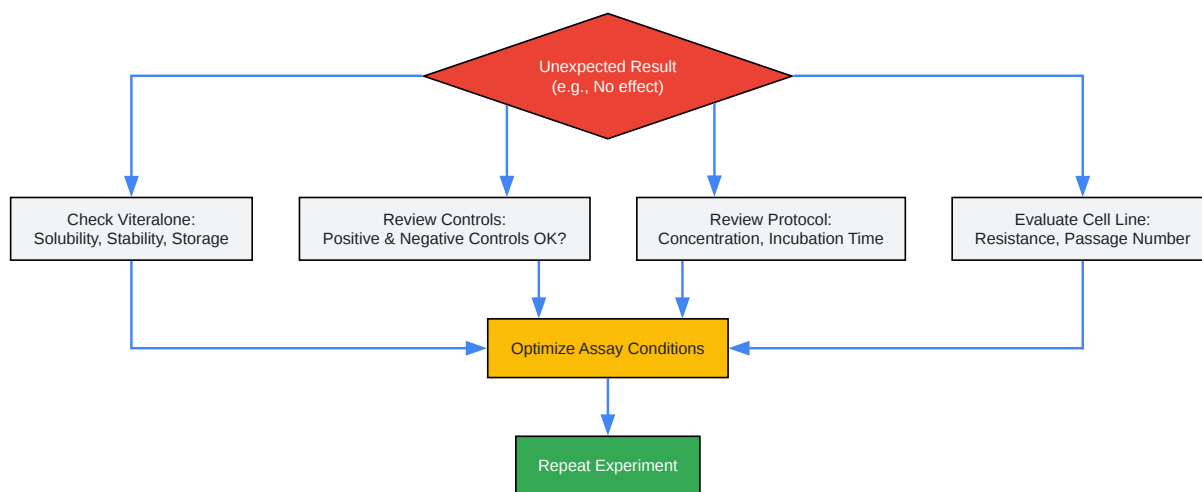 Unexpected Result
(e.g., No effect)
Check Viteralone:
Solubility, Stability, Storage
Review Controls:
Positive & Negative Controls OK?
Review Protocol:
Concentration, Incubation Time
Evaluate Cell Line:
Resistance, Passage Number
Optimize Assay Conditions
Repeat Experiment